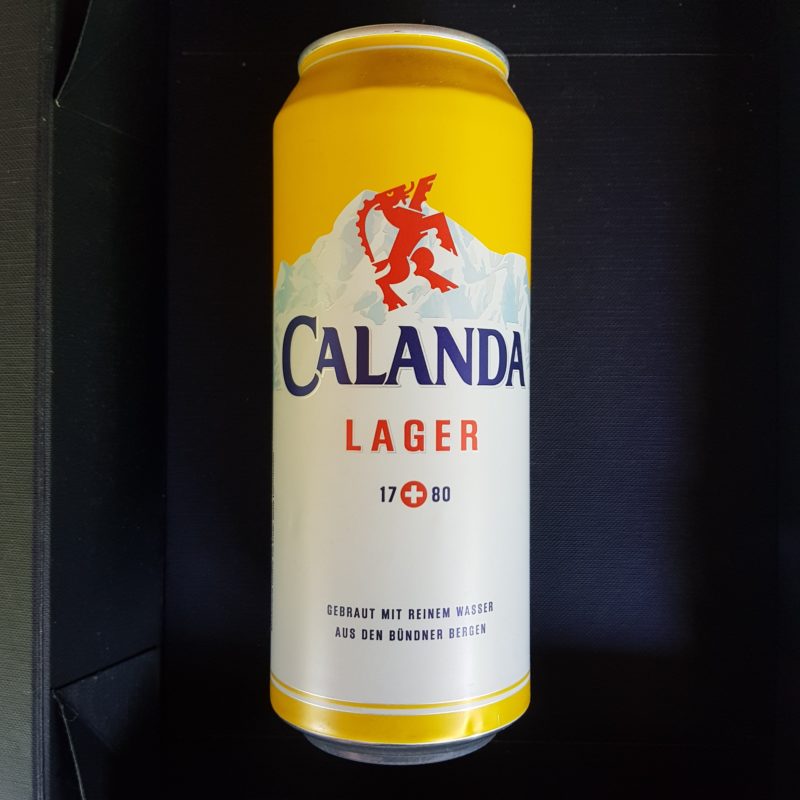 CALANDA
LAGER
17 80
GEBRAUT MIT REINEM WASSER
AUS DEN BÜNDNER BERGEN